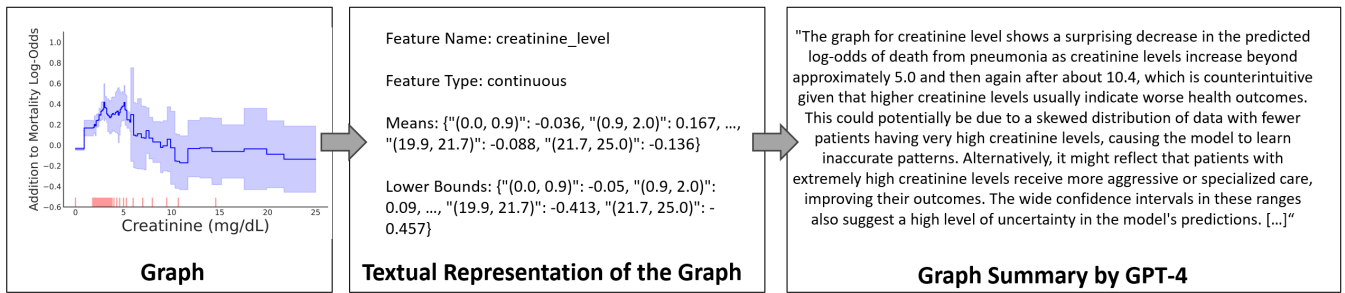 Addition to Mortality Log-Odds
1.0
0.8
0.6
0.4
0.2
0.0
−0.2
−0.4
−0.6
0
5
10
15
20
25
Creatinine (mg/dL)
Graph
Feature Name: creatinine_level
Feature Type: continuous
Means: {"(0.0, 0.9)": -0.036, "(0.9, 2.0)": 0.167, ...,
"(19.9, 21.7)": -0.088, "(21.7, 25.0)": -0.136}
Lower Bounds: {"(0.0, 0.9)": -0.05, "(0.9, 2.0)":
0.09, ..., "(19.9, 21.7)": -0.413, "(21.7, 25.0)": -
0.457}
Textual Representation of the Graph
"The graph for creatinine level shows a surprising decrease in the predicted
log-odds of death from pneumonia as creatinine levels increase beyond
approximately 5.0 and then again after about 10.4, which is counterintuitive
given that higher creatinine levels usually indicate worse health outcomes.
This could potentially be due to a skewed distribution of data with fewer
patients having very high creatinine levels, causing the model to learn
inaccurate patterns. Alternatively, it might reflect that patients with
extremely high creatinine levels receive more aggressive or specialized care,
improving their outcomes. The wide confidence intervals in these ranges
also suggest a high level of uncertainty in the model's predictions. [...]“
Graph Summary by GPT-4